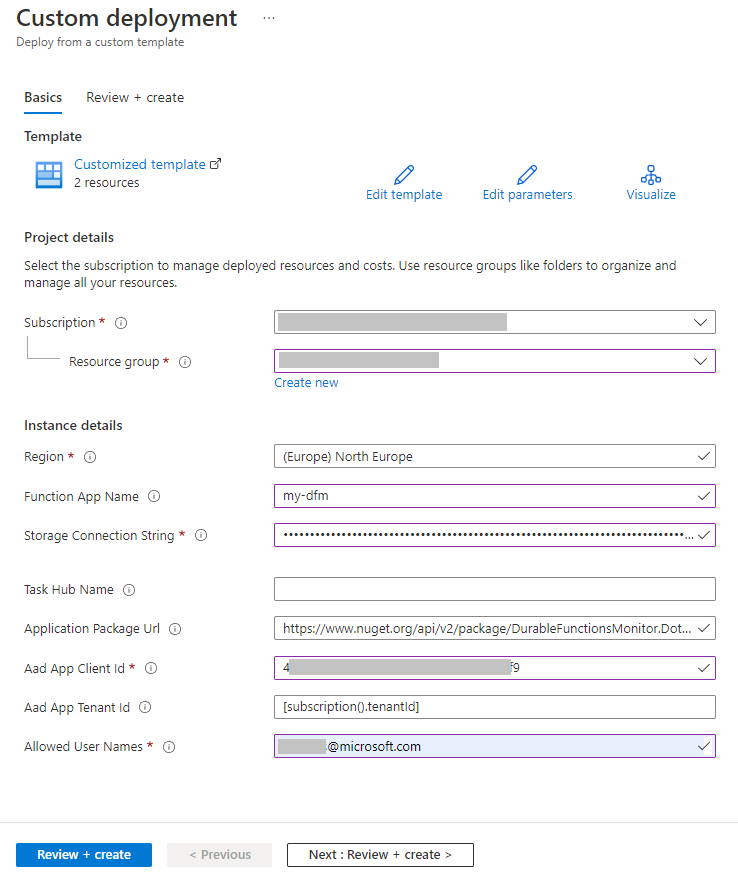 Custom deployment ...
Deploy from a custom template
Basics Review + create
Template
Customized template
2 resources
Edit template Edit parameters Visualize
Project details
Select the subscription to manage deployed resources and costs. Use resource groups like folders to organize and
manage all your resources.
Subscription *
Resource group *
Create new
Instance details
Region * (Europe) North Europe
Function App Name my-dfm
Storage Connection String *
Task Hub Name
Application Package Url https://www.nuget.org/api/v2/package/DurableFunctionsMonitor.Dot...
Aad App Client Id * 4 f9
Aad App Tenant Id [subscription().tenantId]
Allowed User Names * @microsoft.com
Review + create < Previous Next : Review + create >